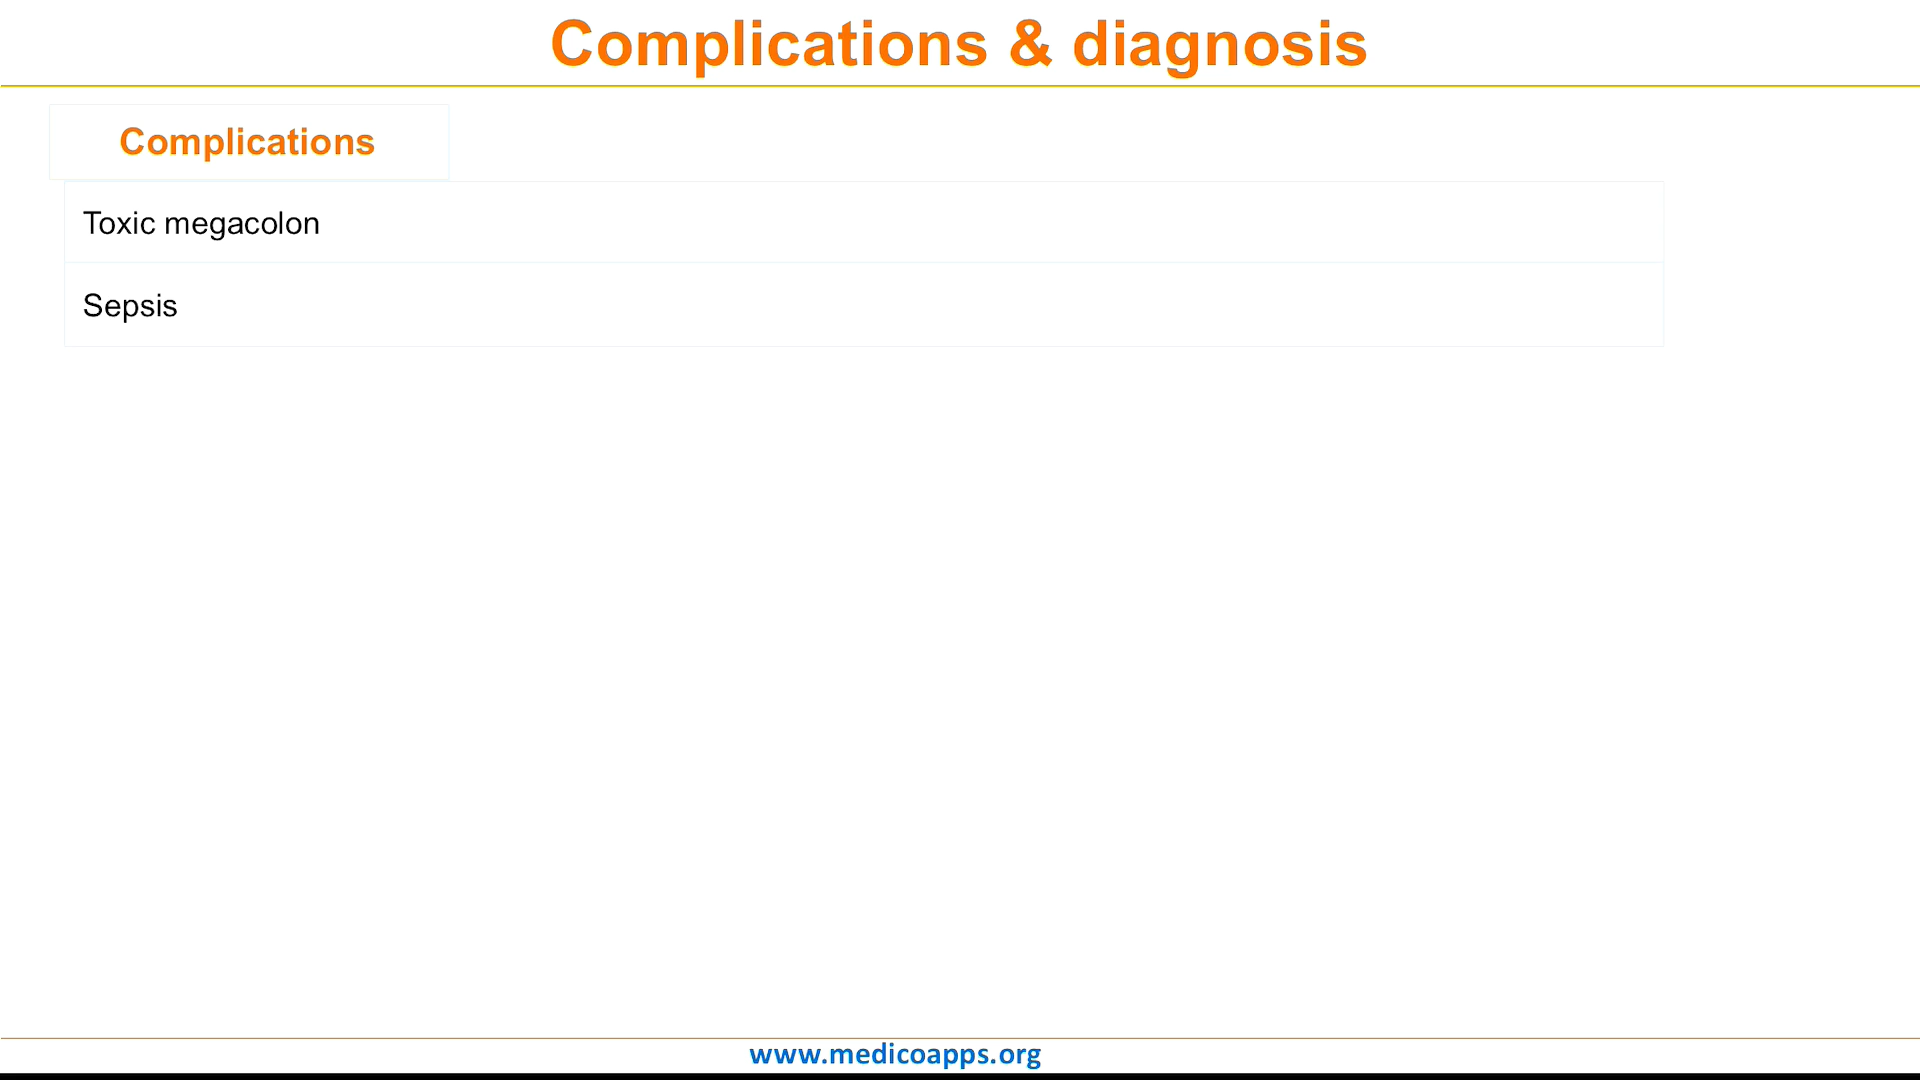 Complications & diagnosis
Complications
Toxic megacolon
Sepsis
www.medicoapps.org